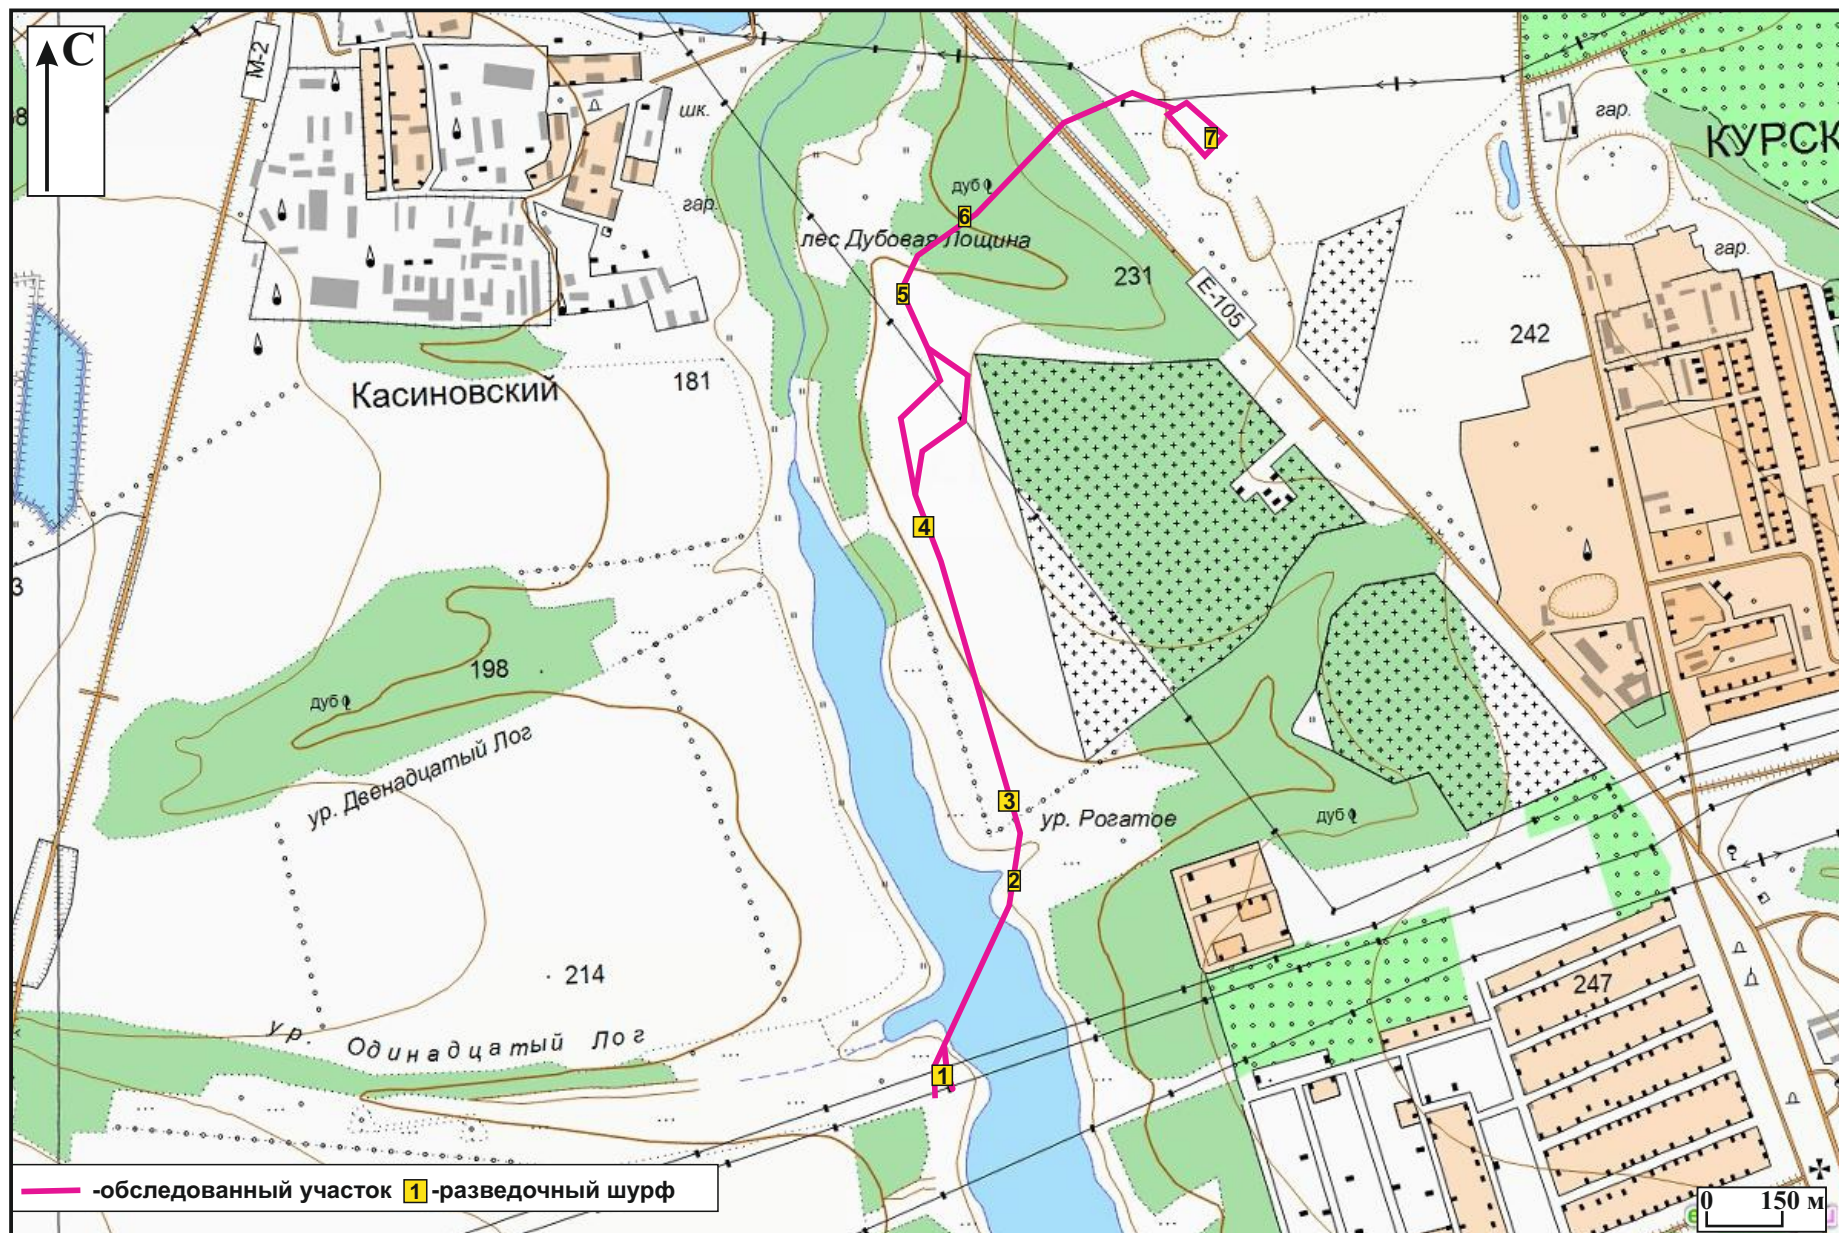 С
М-2
8
шк.
гар.
гар.
КУРСК
дуб
6
7
лес Дубовая Лощина
гар.
5
231
Е-105
242
Касиновский
181
4
3
198
дуб
ур. Двенадцатый Лог
3
ур. Рогатое
дуб
2
214
247
ур. Одинадцатый Лог
1
-обследованный участок 1 -разведочный шурф
0 150 м